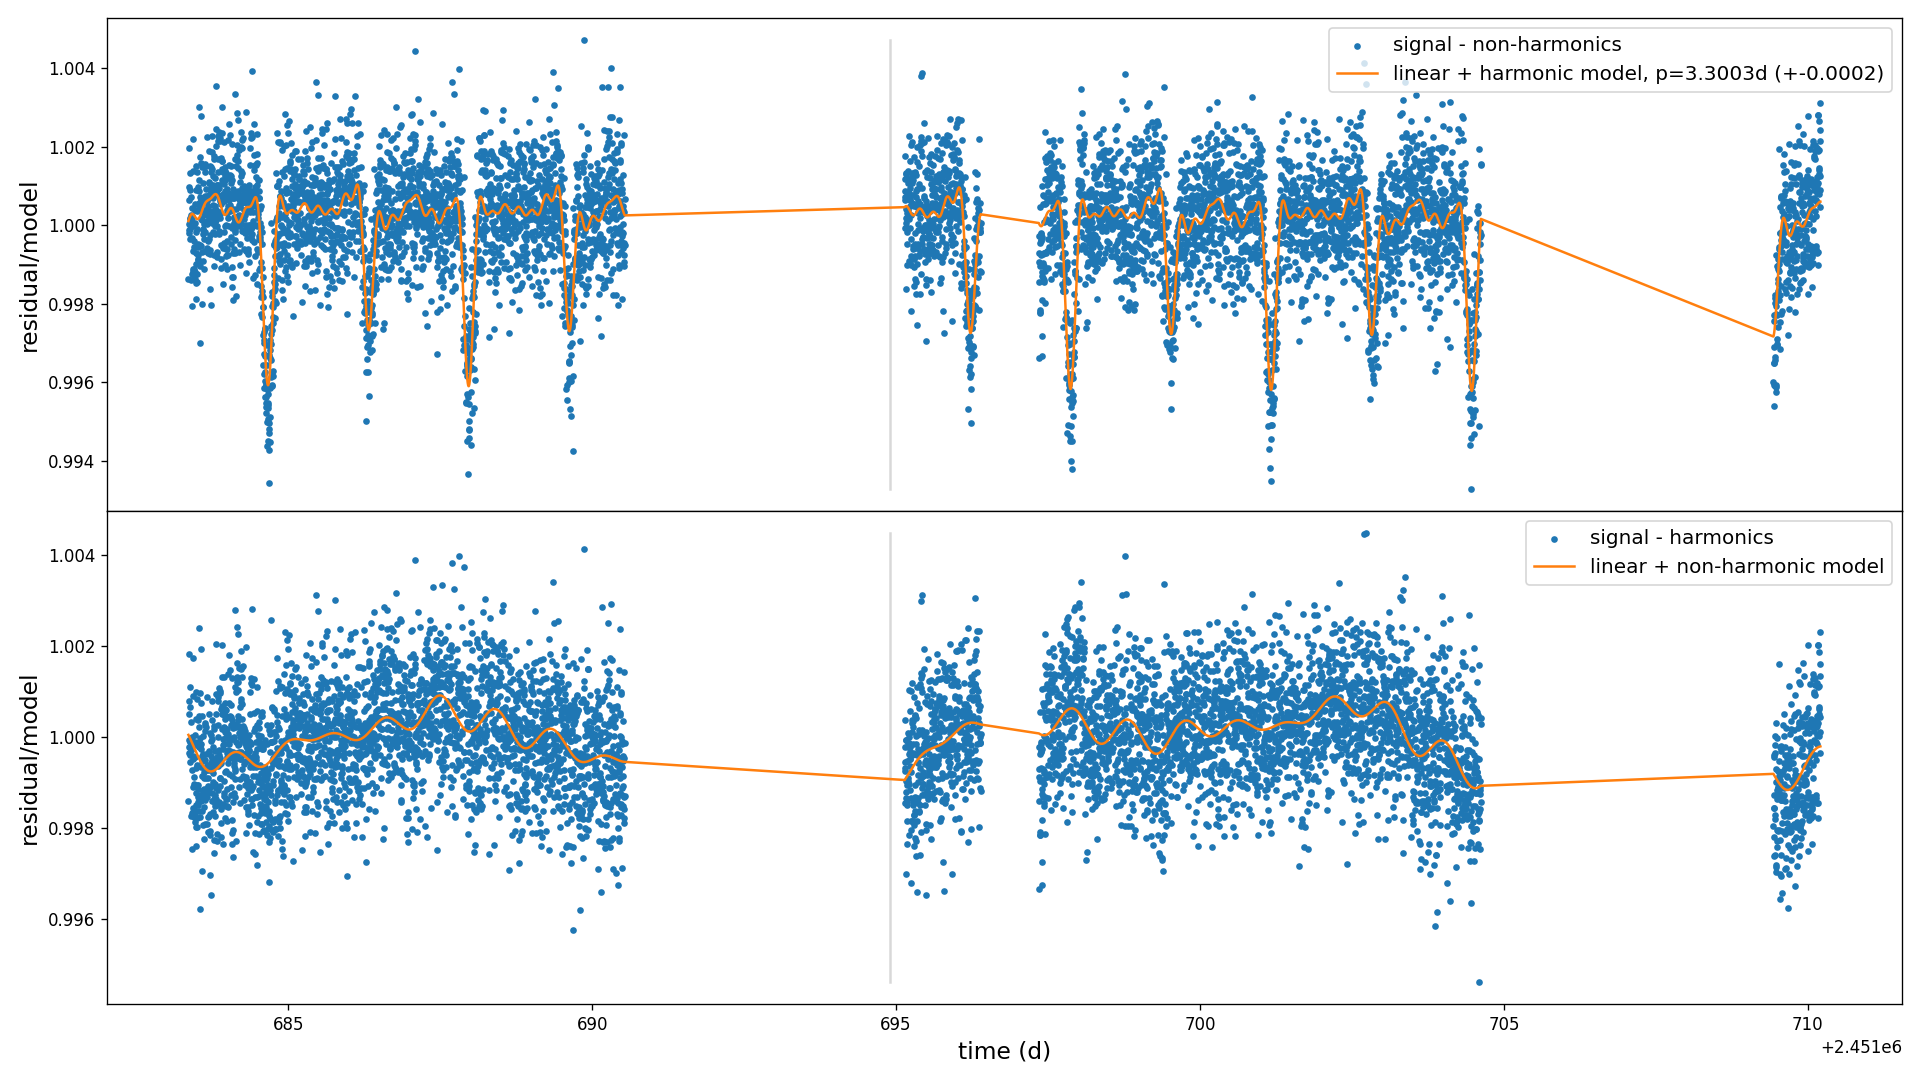 signal - non-harmonics
linear + harmonic model, p=3.3003d (+-0.0002)
1.004
1.002
1.000
0.998
0.996
0.994
residual/model
signal - harmonics
linear + non-harmonic model
1.004
1.002
1.000
0.998
0.996
residual/model
685
690
695
700
705
710
time (d)
+2.451e6